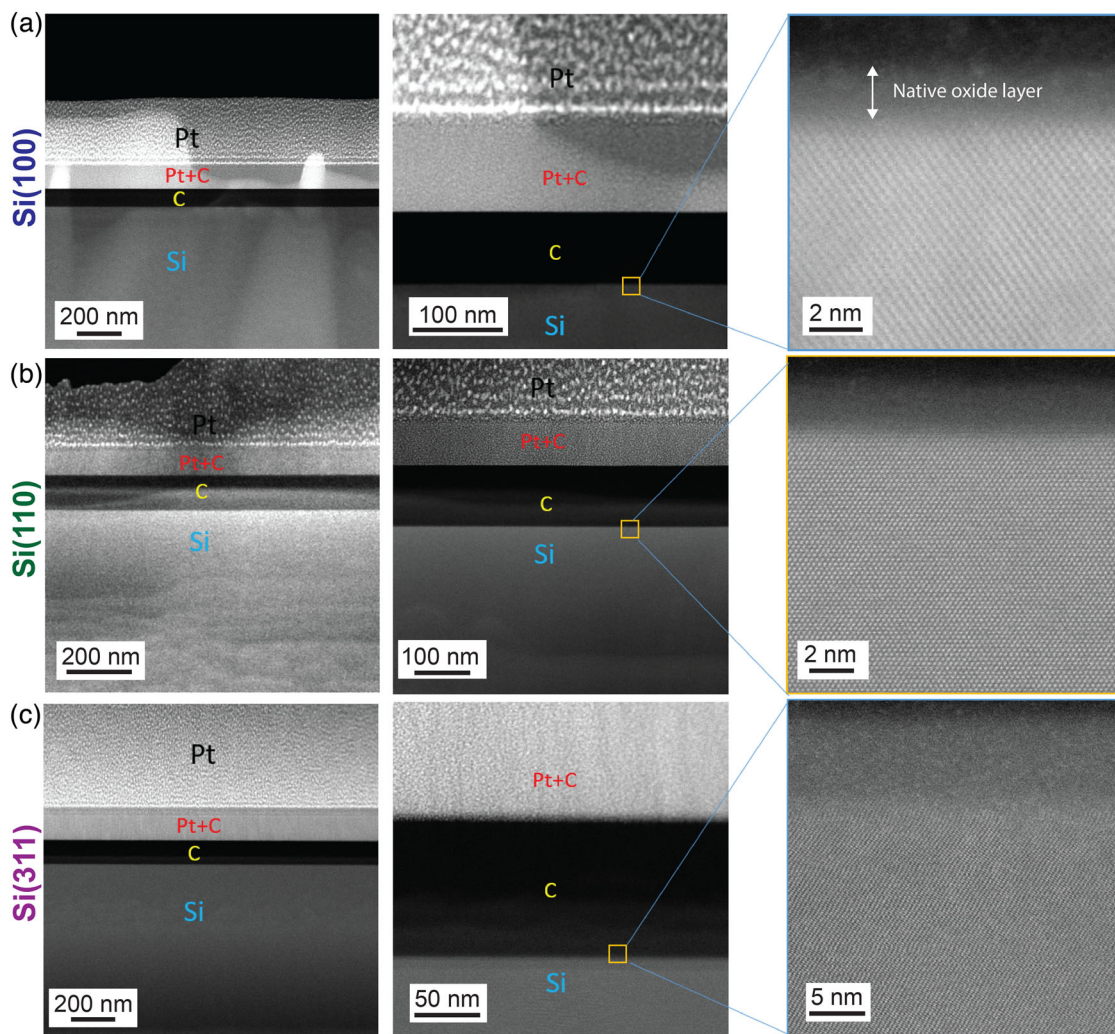 (a)
Si(100)
Pt
Pt+C
C
Si
200 nm
Pt
Pt+C
C
Si
100 nm
Native oxide layer
2 nm
(b)
Si(110)
Pt
Pt+C
C
Si
200 nm
Pt
Pt+C
C
Si
100 nm
2 nm
(c)
Si(311)
Pt
Pt+C
C
Si
200 nm
Pt+C
C
Si
50 nm
5 nm